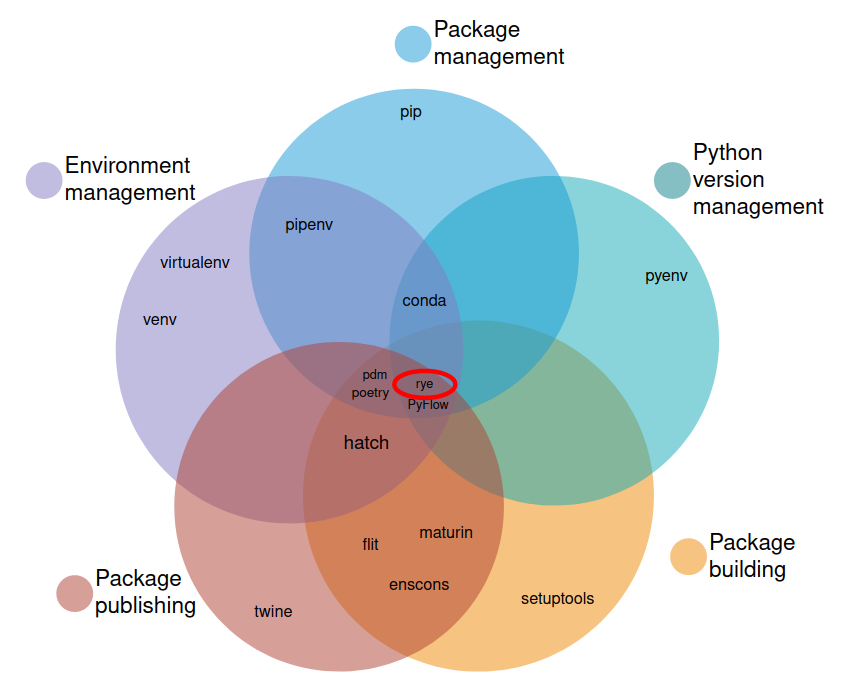 Package
management
pip
Environment
management
Python
version
management
pipenv
virtualenv
pyenv
conda
venv
pdm
rye
poetry
PyFlow
hatch
maturin
flit
Package
building
Package
publishing
enscons
setuptools
twine